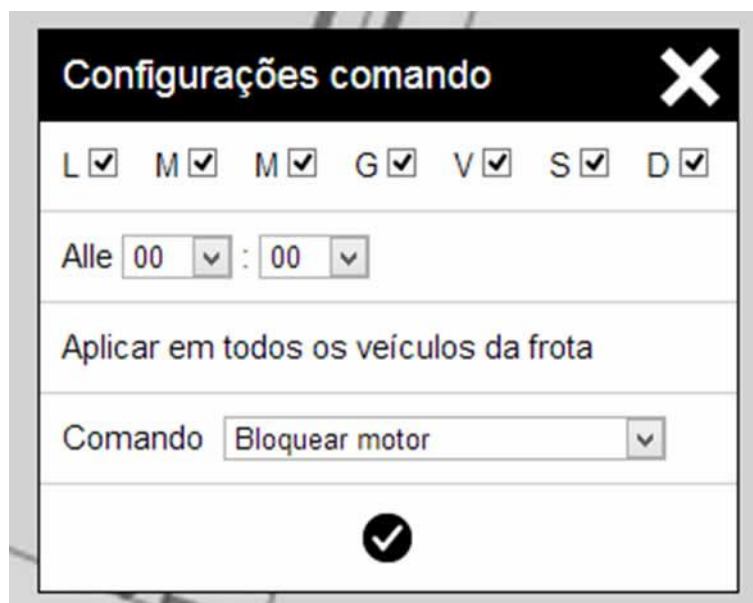 Configurações comando
L M M G V S D
Alle 00 : 00
Aplicar em todos os veículos da frota
Comando Bloquear motor